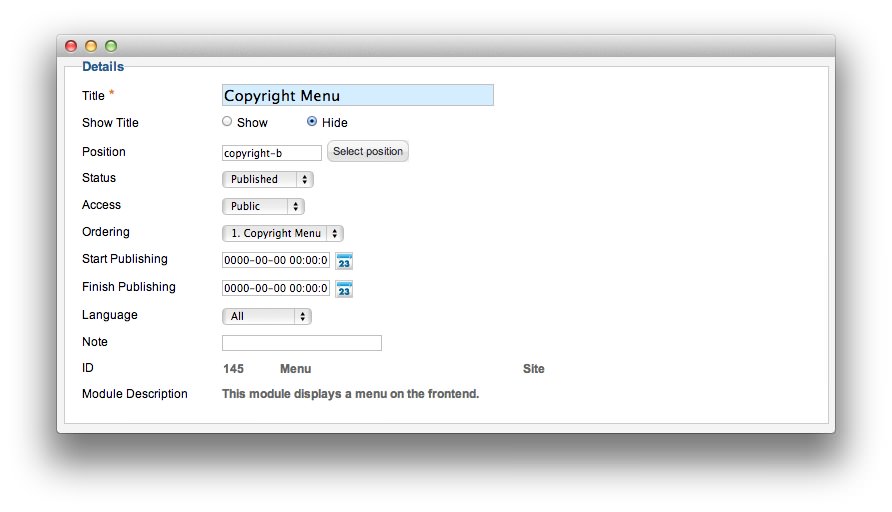 Details
Title * Copyright Menu
Show Title Show Hide
Position copyright-b Select position
Status Published
Access Public
Ordering 1. Copyright Menu
Start Publishing 0000-00-00 00:00:0 23
Finish Publishing 0000-00-00 00:00:0 23
Language All
Note
ID 145 Menu Site
Module Description This module displays a menu on the frontend.